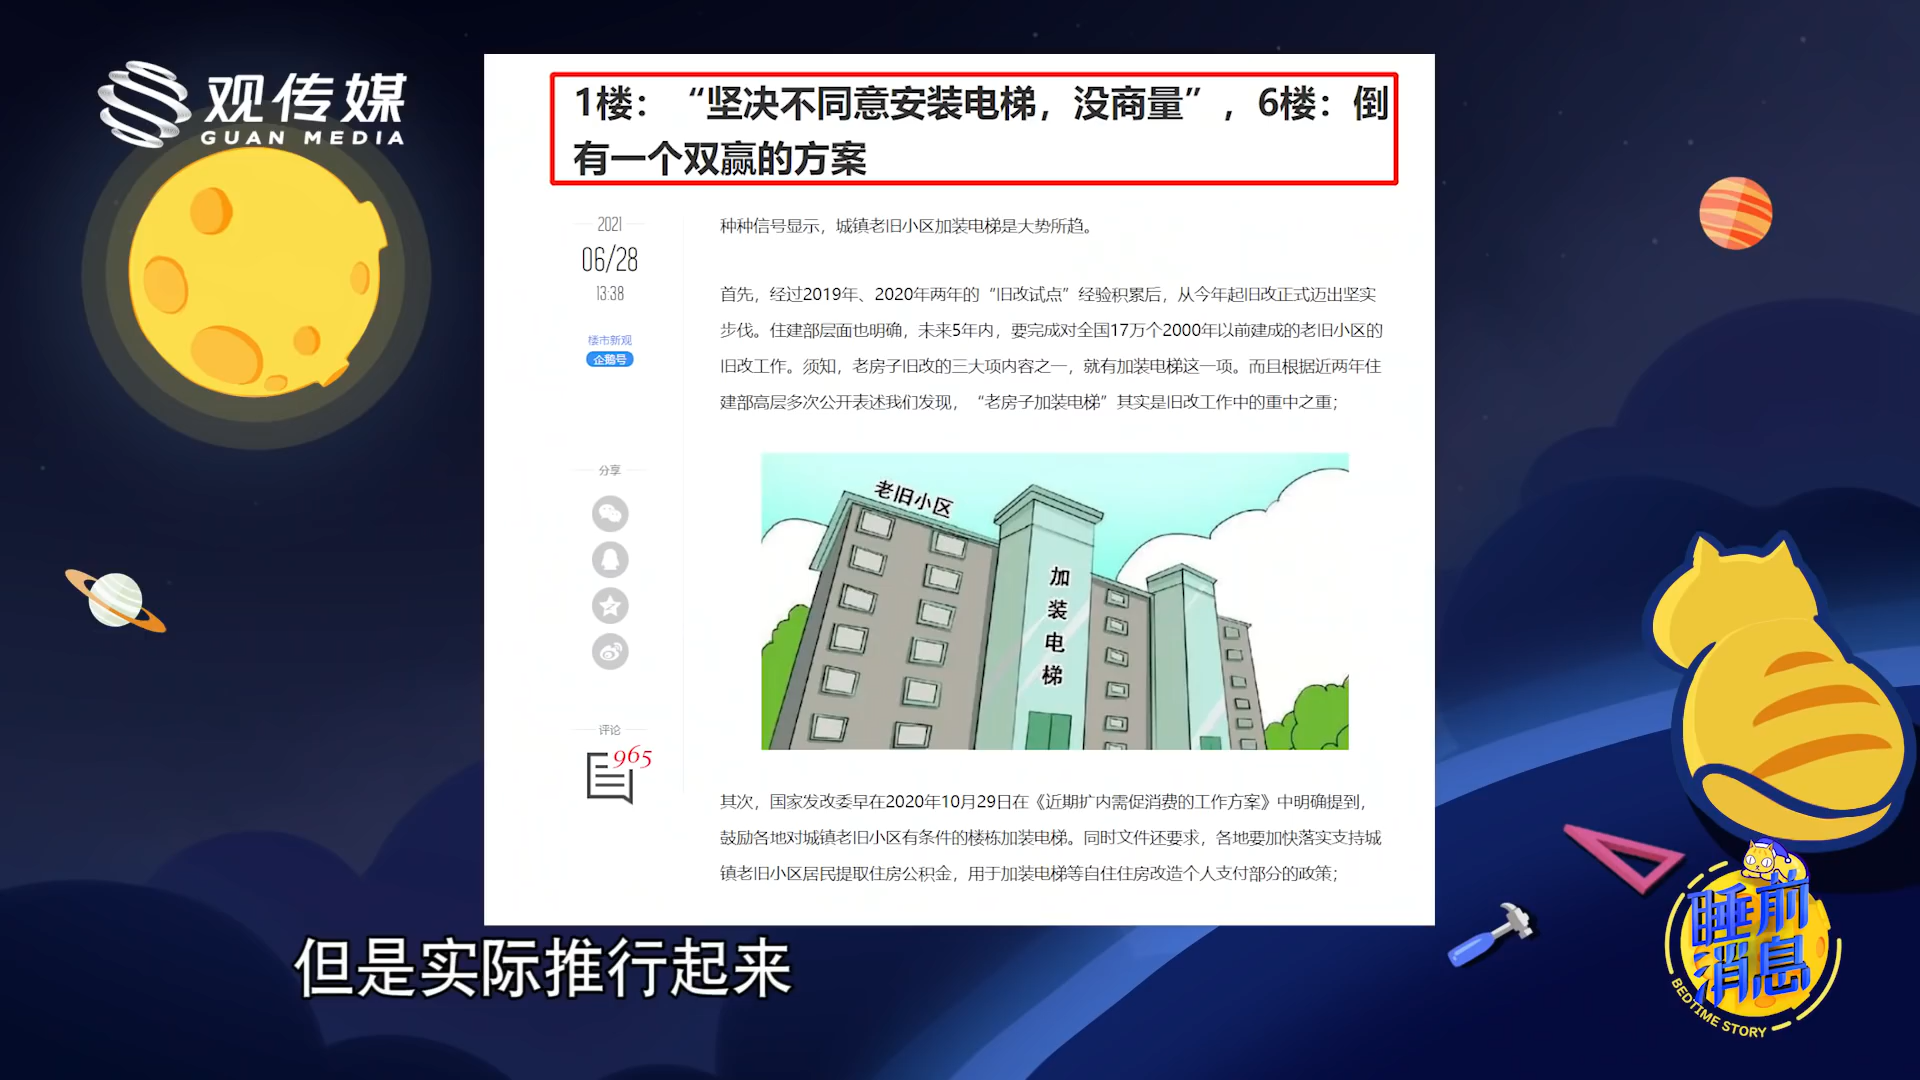 观传媒
GUAN MEDIA
1楼：“坚决不同意安装电梯，没商量”，6楼：倒
有一个双赢的方案
2021
06/28
13:38
楼市新观
企鹅号
分享
评论
965
种种信号显示，城镇老旧小区加装电梯是大势所趋。
首先，经过2019年、2020年两年的“旧改试点”经验积累后，从今年起旧改正式迈出坚实
步伐。住建部层面也明确，未来5年内，要完成对全国17万个2000年以前建成的老旧小区的
旧改工作。须知，老房子旧改的三大项内容之一，就有加装电梯这一项。而且根据近两年住
建部高层多次公开表述我们发现，“老房子加装电梯”其实是旧改工作中的重中之重；
老旧小区
加装电梯
其次，国家发改委早在2020年10月29日在《近期扩内需促消费的工作方案》中明确提到，
鼓励各地对城镇老旧小区有条件的楼栋加装电梯。同时文件还要求，各地要加快落实支持城
镇老旧小区居民提取住房公积金，用于加装电梯等自住住房改造个人支付部分的政策；
但是实际推行起来
睡前
消息
BEDTIME STORY